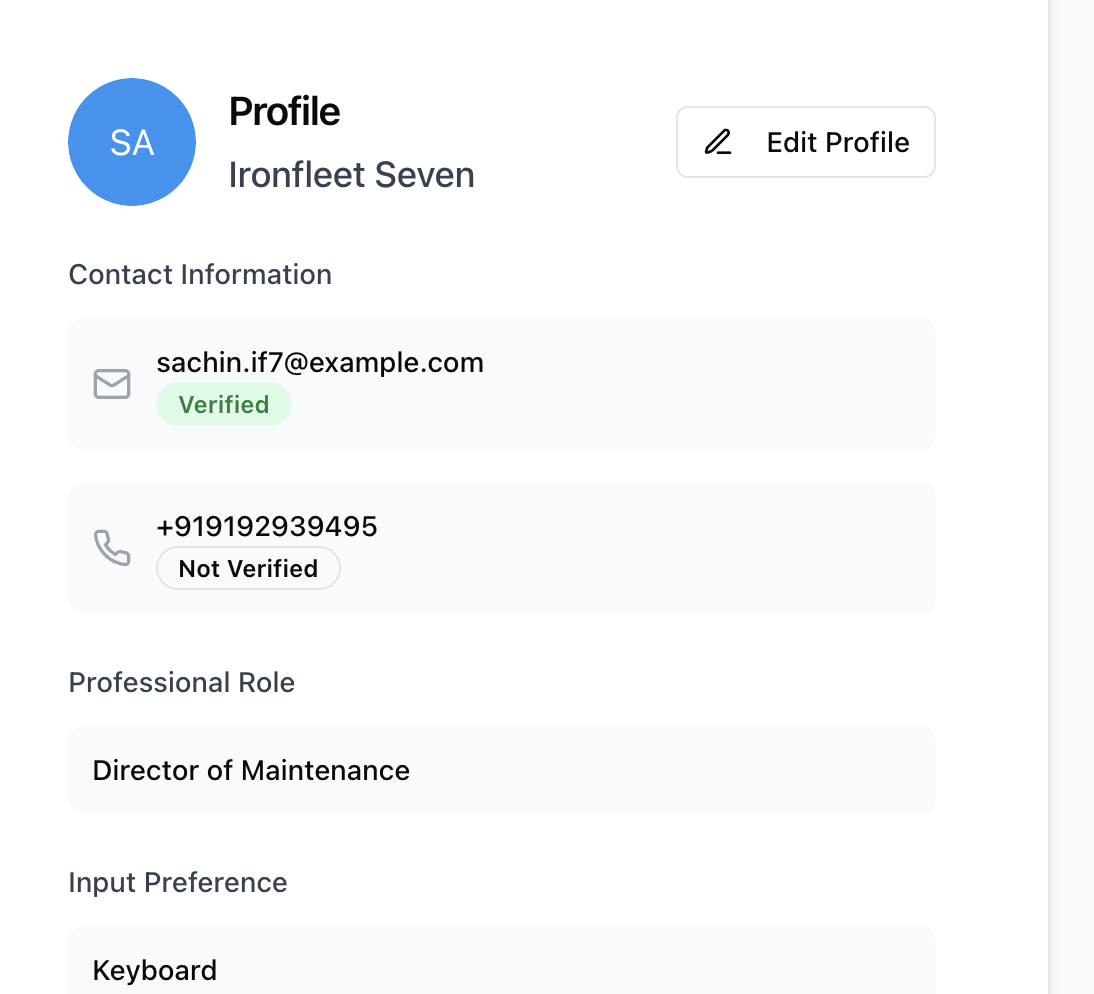 SA
Profile
Ironfleet Seven
Edit Profile
Contact Information
sachin.if7@example.com
Verified
+919192939495
Not Verified
Professional Role
Director of Maintenance
Input Preference
Keyboard